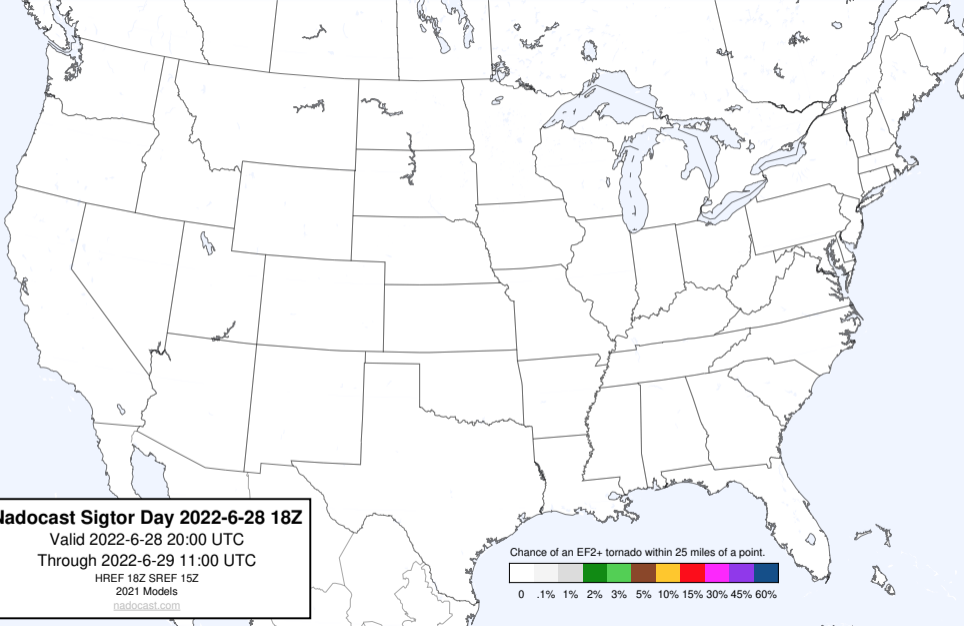 Nadocast Sigtor Day 2022-6-28 18Z
Valid 2022-6-28 20:00 UTC
Through 2022-6-29 11:00 UTC
HREF 18Z SREF 15Z
2021 Models
nadocast.com
Chance of an EF2+ tornado within 25 miles of a point.
0 .1% 1% 2% 3% 5% 10% 15% 30% 45% 60%